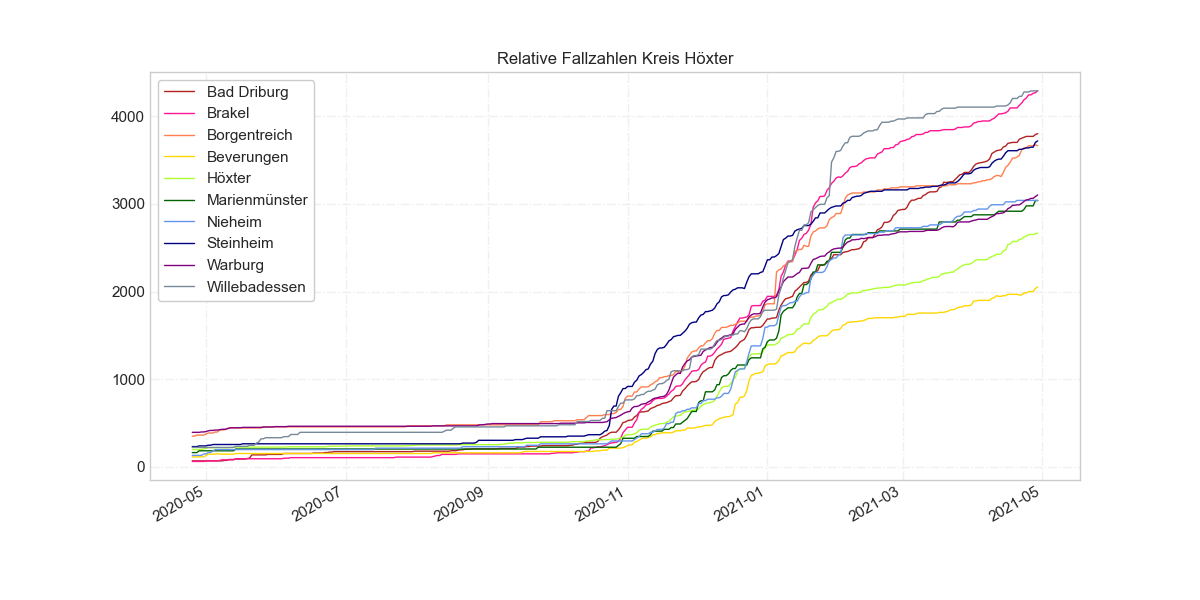 Relative Fallzahlen Kreis Höxter
Bad Driburg
Brakel
Borgentreich
Beverungen
Höxter
Marienmünster
Nieheim
Steinheim
Warburg
Willebadessen
4000
3000
2000
1000
0
2020-05
2020-07
2020-09
2020-11
2021-01
2021-03
2021-05